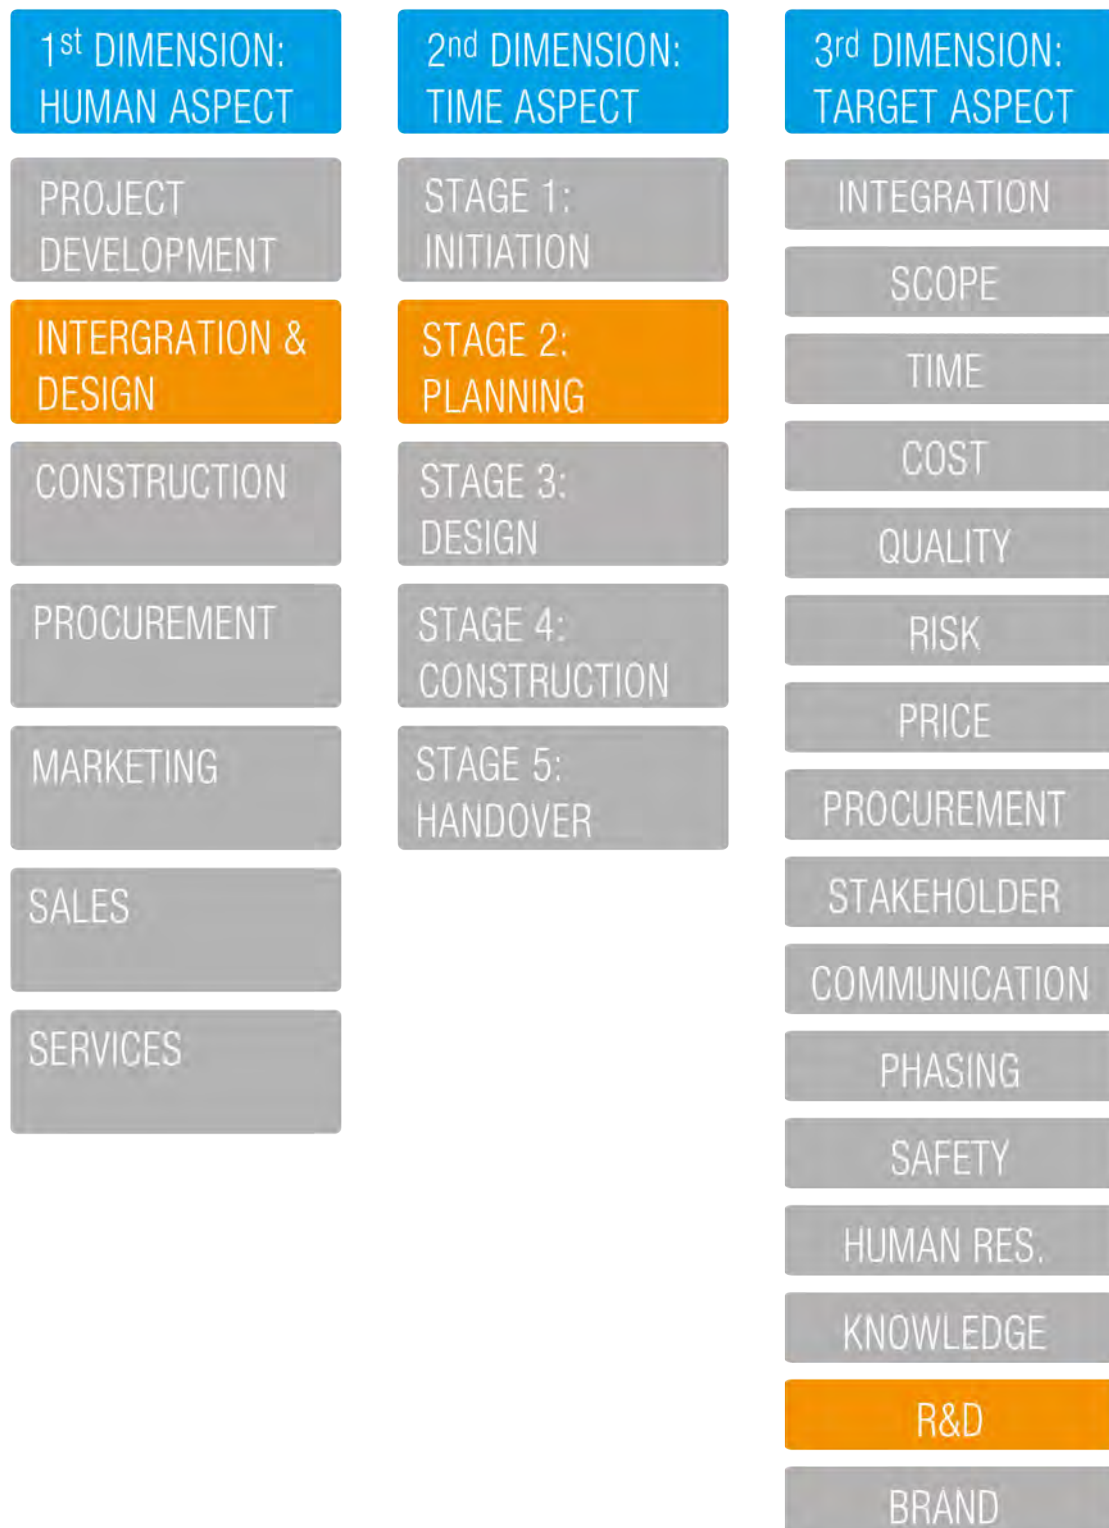 1st DIMENSION:
HUMAN ASPECT
PROJECT
DEVELOPMENT
INTERGRATION &
DESIGN
CONSTRUCTION
PROCUREMENT
MARKETING
SALES
SERVICES
2nd DIMENSION:
TIME ASPECT
STAGE 1:
INITIATION
STAGE 2:
PLANNING
STAGE 3:
DESIGN
STAGE 4:
CONSTRUCTION
STAGE 5:
HANDOVER
3rd DIMENSION:
TARGET ASPECT
INTEGRATION
SCOPE
TIME
COST
QUALITY
RISK
PRICE
PROCUREMENT
STAKEHOLDER
COMMUNICATION
PHASING
SAFETY
HUMAN RES.
KNOWLEDGE
R&D
BRAND